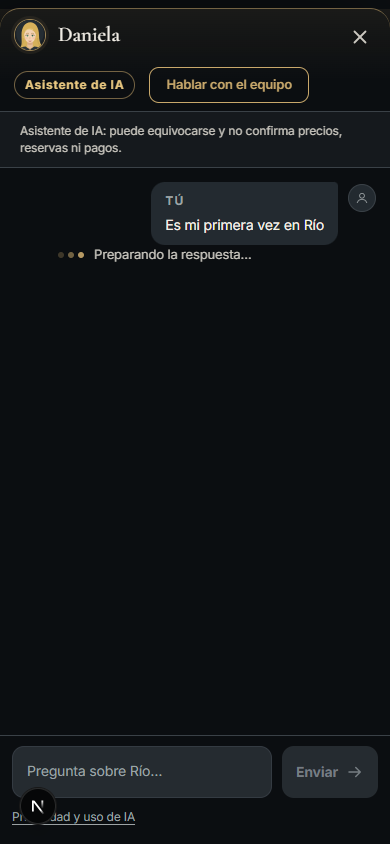 Daniela
Asistente de IA
Hablar con el equipo
Asistente de IA: puede equivocarse y no confirma precios,
reservas ni pagos.
TÚ
Es mi primera vez en Río
Preparando la respuesta...
Pregunta sobre Río...
Enviar
N
y uso de IA